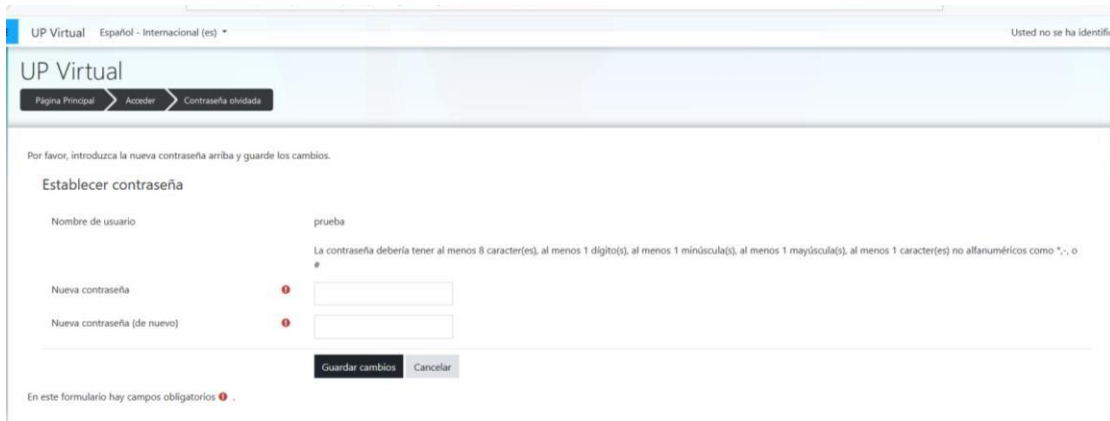 UP Virtual Español - Internacional (es)
Usted no se ha identific
UP Virtual
Página Principal Acceder Contraseña olvidada
Por favor, introduzca la nueva contraseña arriba y guarde los cambios.
Establecer contraseña
Nombre de usuario prueba
La contraseña debería tener al menos 8 caracter(es), al menos 1 dígito(s), al menos 1 minúscula(s), al menos 1 mayúscula(s), al menos 1 caracter(es) no alfanuméricos como *,-, o
#
Nueva contraseña
Nueva contraseña (de nuevo)
Guardar cambios Cancelar
En este formulario hay campos obligatorios .